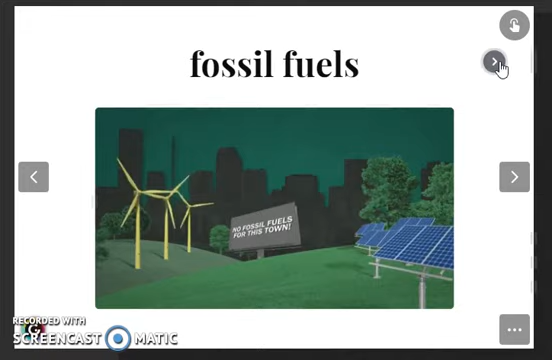 fossil fuels
NO FOSSIL FUELS
FOR THIS TOWN!
RECORDED WITH
SCREENCAST MATIC